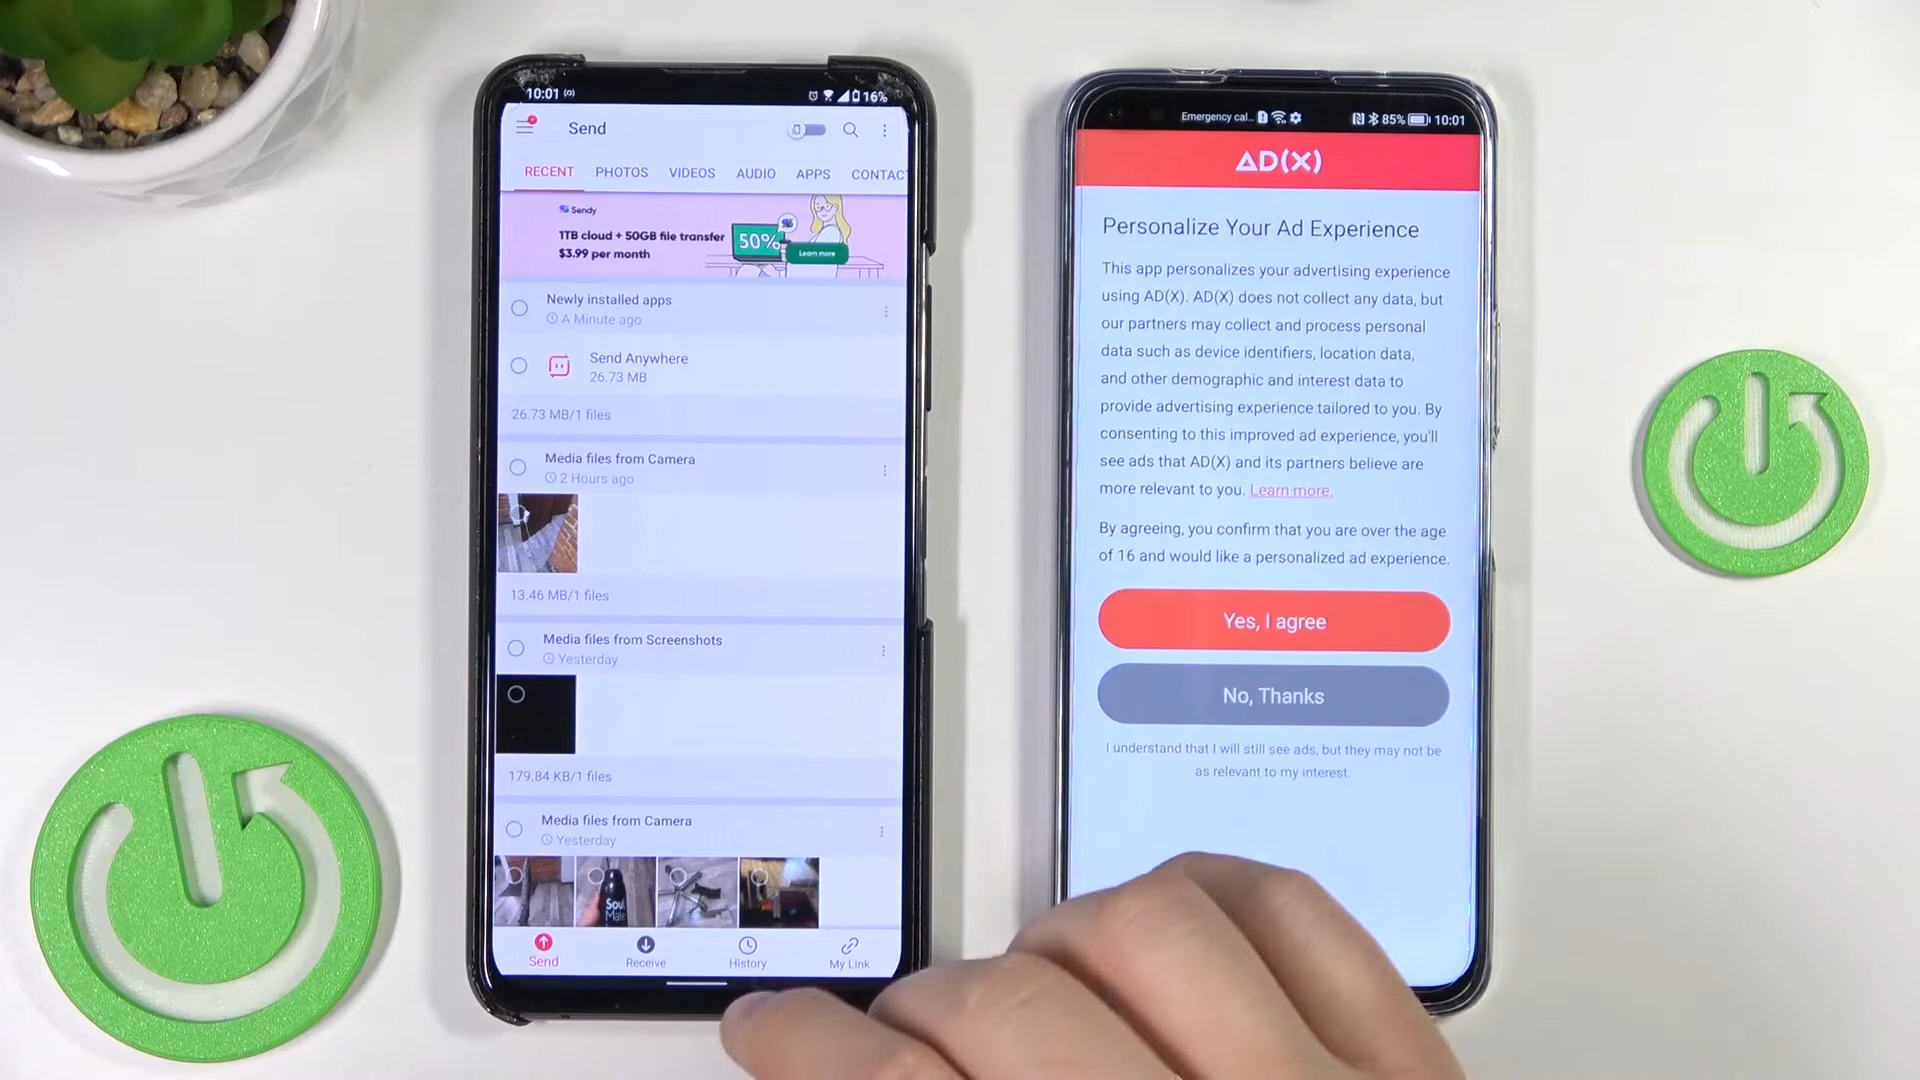 10:01
16%
Send
RECENT PHOTOS VIDEOS AUDIO APPS CONTAC
Sendy
1TB cloud + 50GB file transfer
$3.99 per month
50%
Learn more
Newly installed apps
A Minute ago
Send Anywhere
26.73 MB
26.73 MB/1 files
Media files from Camera
2 Hours ago
13.46 MB/1 files
Media files from Screenshots
Yesterday
179.84 KB/1 files
Media files from Camera
Yesterday
Soul
Mate
Send Receive History My Link
Emergency cal... 85% 10:01
AD(X)
Personalize Your Ad Experience
This app personalizes your advertising experience
using AD(X). AD(X) does not collect any data, but
our partners may collect and process personal
data such as device identifiers, location data,
and other demographic and interest data to
provide advertising experience tailored to you. By
consenting to this improved ad experience, you'll
see ads that AD(X) and its partners believe are
more relevant to you. Learn more.
By agreeing, you confirm that you are over the age
of 16 and would like a personalized ad experience.
Yes, I agree
No, Thanks
I understand that I will still see ads, but they may not be
as relevant to my interest.